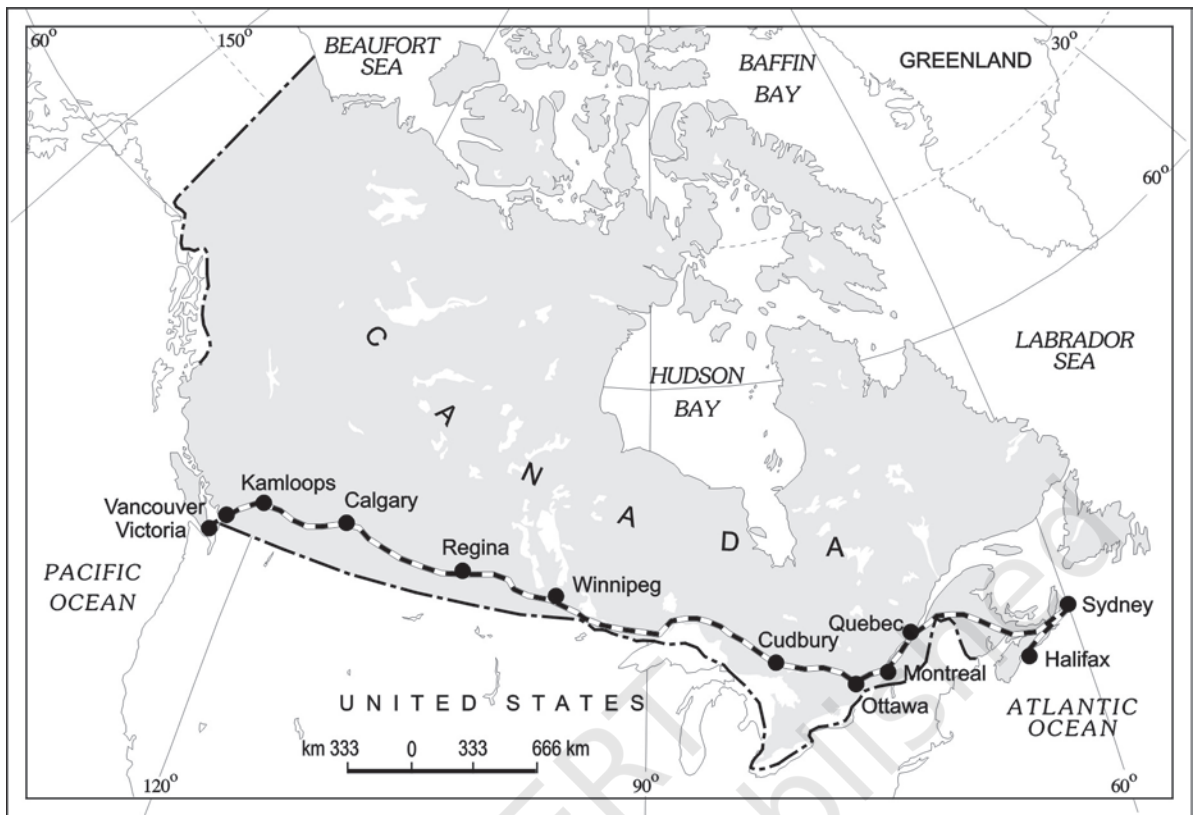 60°
150°
BEAUFORT
SEA
BAFFIN
BAY
GREENLAND
30°
60°
LABRADOR
SEA
HUDSON
BAY
C A N A D A
Kamloops
Vancouver
Victoria
Calgary
Regina
Winnipeg
PACIFIC
OCEAN
Cudbury
Quebec
Montreal
Ottawa
Sydney
Halifax
ATLANTIC
OCEAN
UNITED STATES
km 333 0 333 666 km
120°
90°
60°